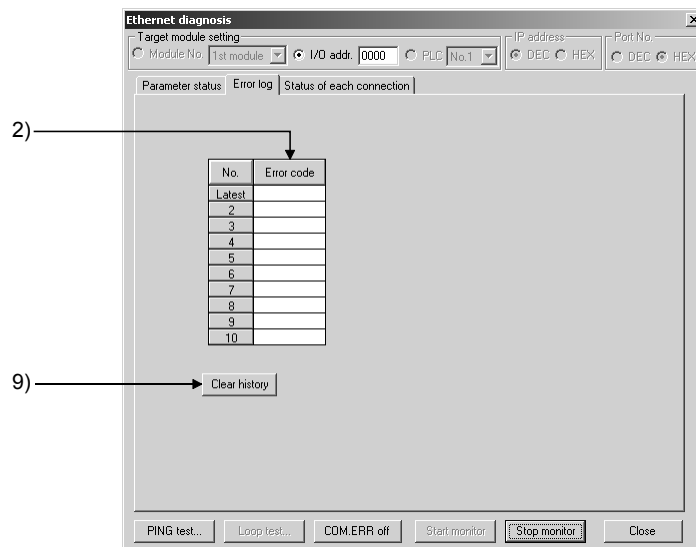 Ethernet diagnosis
Target module setting
IP address
Port No.
Module No. 1st module I/O addr. 0000 PLC No.1 DEC HEX DEC HEX
Parameter status Error log Status of each connection
2)
No. Error code
Latest
2
3
4
5
6
7
8
9
10
9)
Clear history
PING test... Loop test... COM.ERR off Start monitor Stop monitor Close